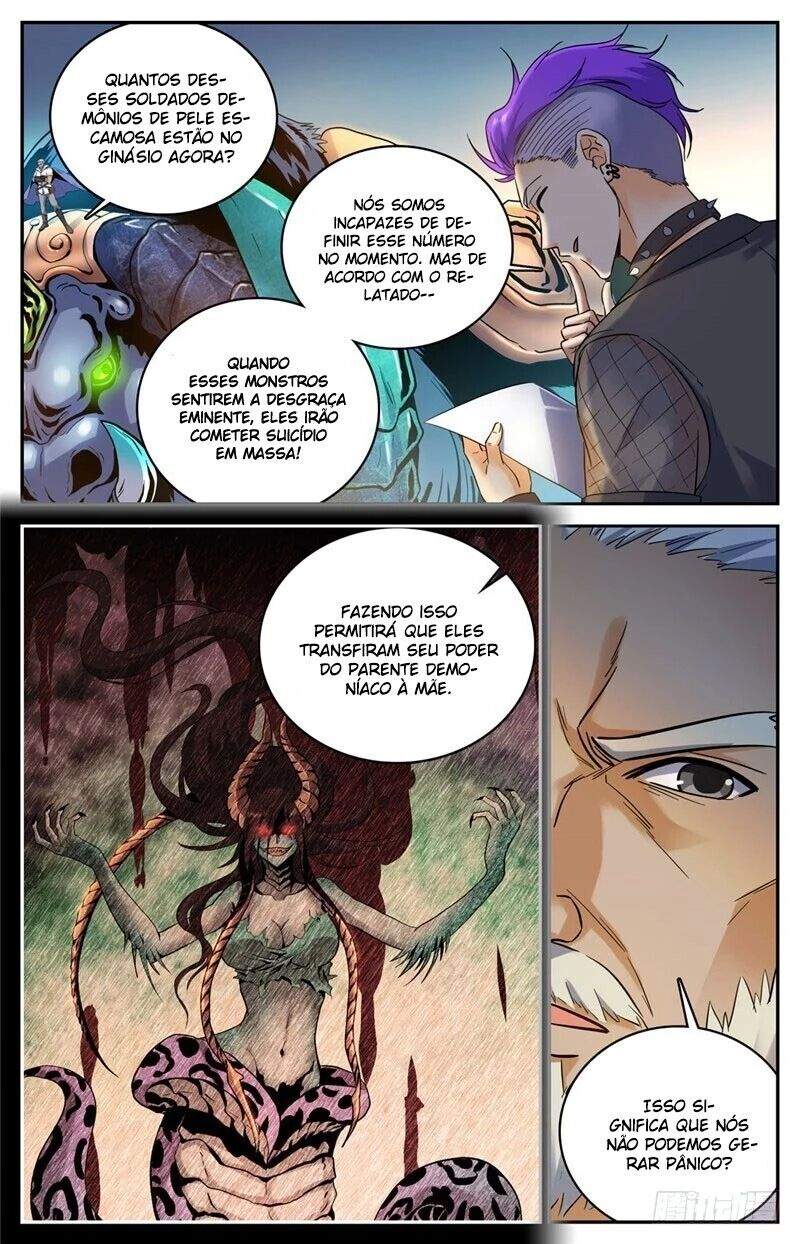 QUANTOS DES-
SES SOLDADOS DE-
MÔNIOS DE PELE ES-
CAMOSA ESTÃO NO
GINÁSIO AGORA?
NÓS SOMOS
INCAPAZES DE DE-
FINIR ESSE NÚMERO
NO MOMENTO. MAS DE
ACORDO COM O RE-
LATADO--
QUANDO
ESSES MONSTROS
SENTIREM A DESGRAÇA
EMINENTE, ELES IRÃO
COMETER SUICÍDIO
EM MASSA!
FAZENDO ISSO
PERMITIRÁ QUE ELES
TRANSFIRAM SEU PODER
DO PARENTE DEMO-
NÍACO À MÃE.
ISSO SI-
GNIFICA QUE NÓS
NÃO PODEMOS GE-
RAR PÂNICO?